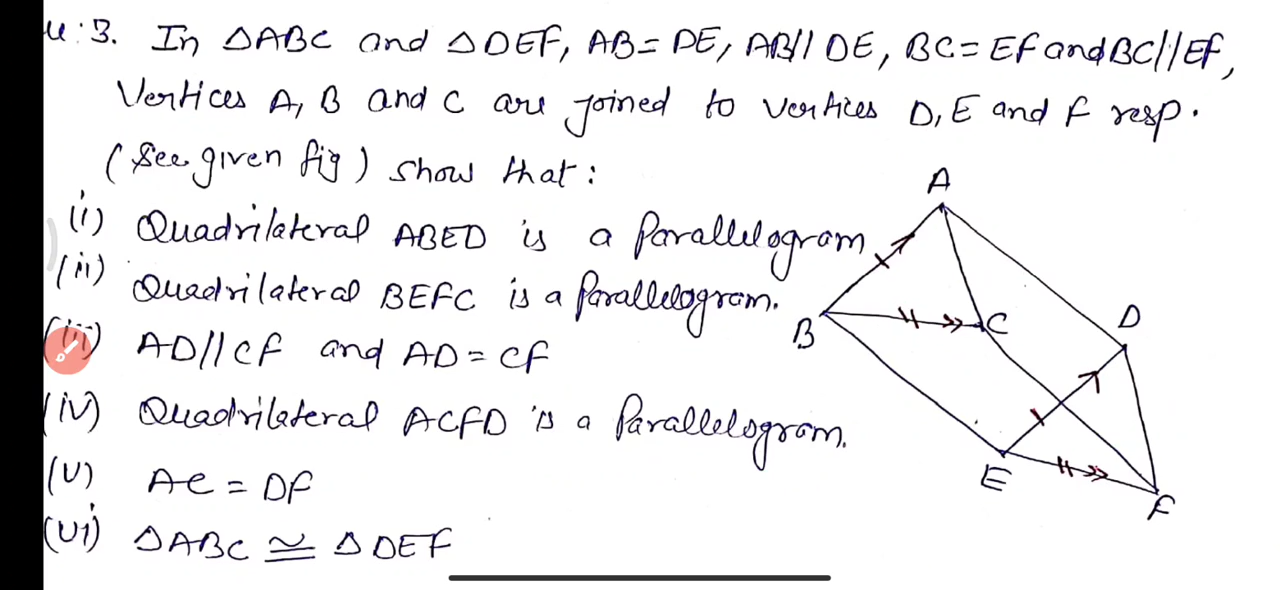 u:3. In △ABC and △DEF, AB=DE, AB//DE, BC=EF and BC//EF,
Vertices A, B and C are joined to vertices D, E and F resp.
(See given fig) Show that:
(i) Quadrilateral ABED is a Parallelogram
(ii) Quadrilateral BEFC is a Parallelogram.
(iii) AD//CF and AD=CF
(iv) Quadrilateral ACFD is a Parallelogram.
(v) AC=DF
(vi) △ABC ≅ △DEF
A
B
C
D
E
F